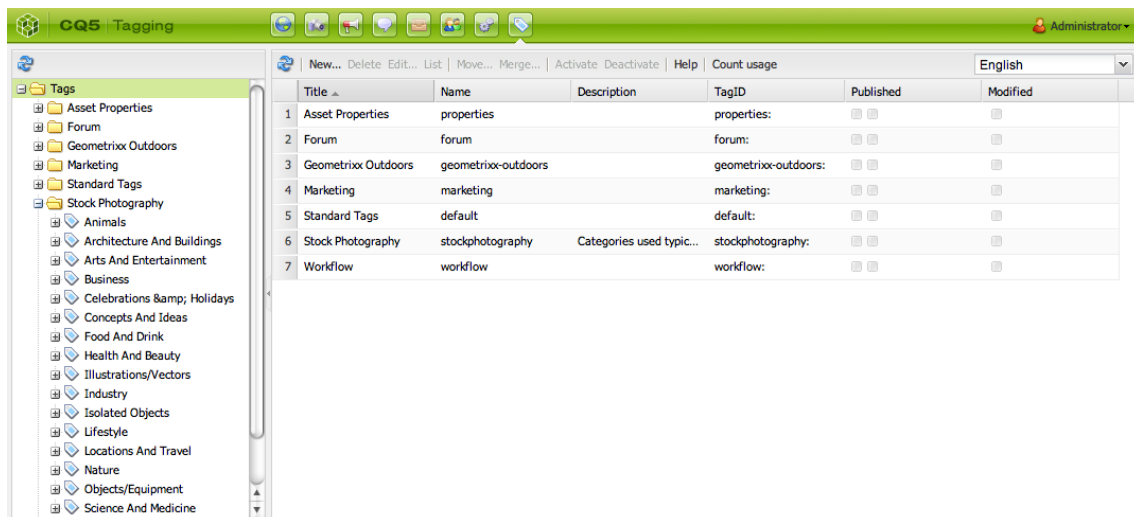 CQ5 Tagging
Administrator
New... Delete Edit... List Move... Merge... Activate Deactivate Help Count usage English
Tags
Asset Properties
Forum
Geometrixx Outdoors
Marketing
Standard Tags
Stock Photography
Animals
Architecture And Buildings
Arts And Entertainment
Business
Celebrations &amp; Holidays
Concepts And Ideas
Food And Drink
Health And Beauty
Illustrations/Vectors
Industry
Isolated Objects
Lifestyle
Locations And Travel
Nature
Objects/Equipment
Science And Medicine
Title Name Description TagID Published Modified
1 Asset Properties properties properties:
2 Forum forum forum:
3 Geometrixx Outdoors geometrixx-outdoors geometrixx-outdoors:
4 Marketing marketing marketing:
5 Standard Tags default default:
6 Stock Photography stockphotography Categories used typic... stockphotography:
7 Workflow workflow workflow: